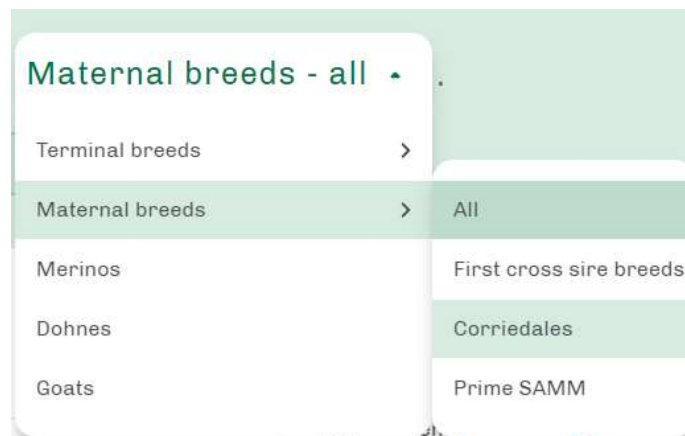 Maternal breeds - all
Terminal breeds
Maternal breeds
Merinos
Dohnes
Goats
All
First cross sire breeds
Corriedales
Prime SAMM